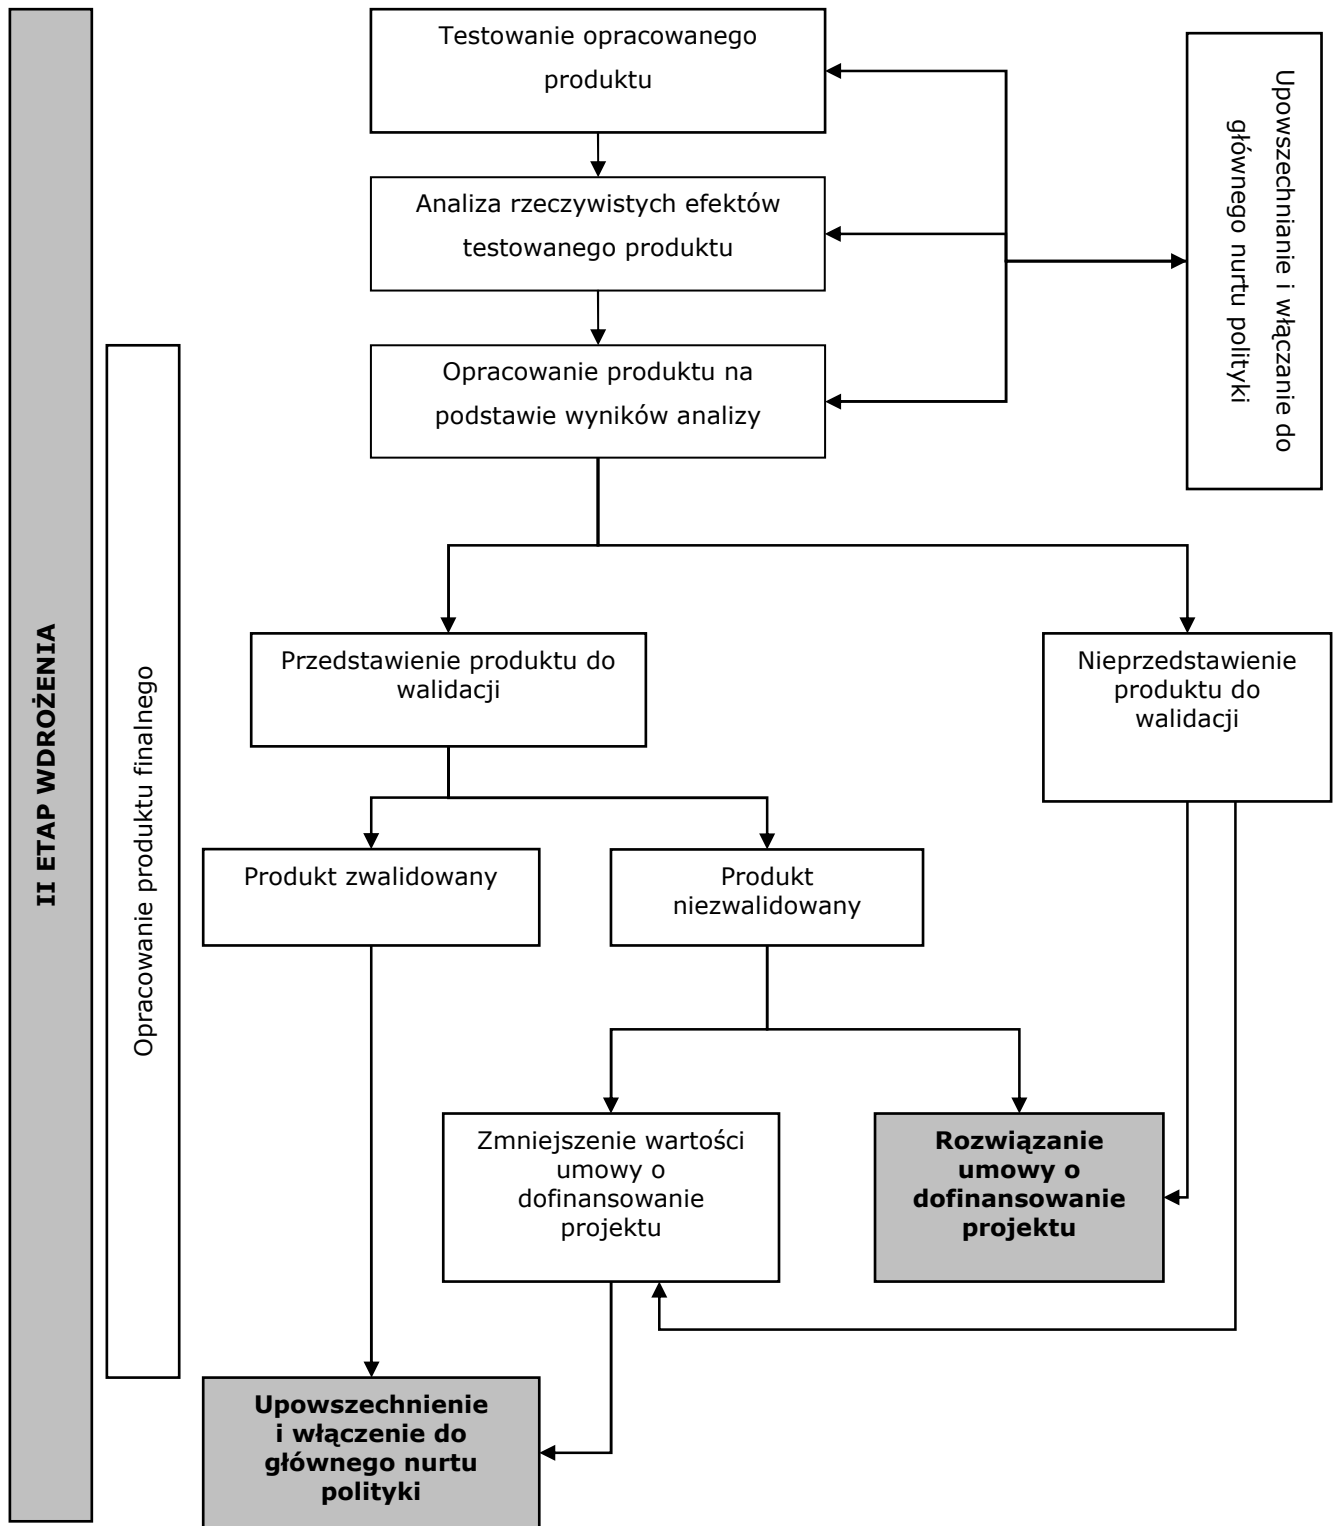 Testowanie opracowanego
produktu
Analiza rzeczywistych efektów
testowanego produktu
Opracowanie produktu na
podstawie wyników analizy
Upowszechnianie i włączanie do
głównego nurtu polityki
II ETAP WDROŻENIA
Opracowanie produktu finalnego
Przedstawienie produktu do
walidacji
Nieprzedstawienie
produktu do
walidacji
Produkt zwalidowany
Produkt
niezwalidowany
Zmniejszenie wartości
umowy o
dofinansowanie
projektu
Rozwiązanie
umowy o
dofinansowanie
projektu
Upowszechnienie
i włączenie do
głównego nurtu
polityki